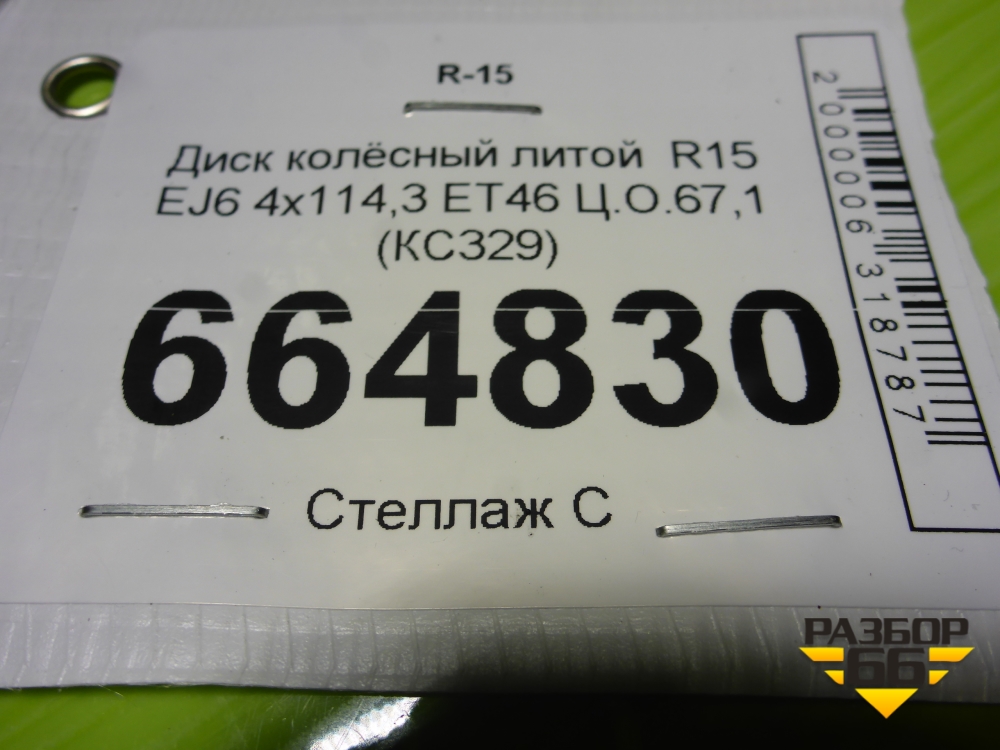 R-15
Диск колёсный литой R15
EJ6 4x114,3 ET46 Ц.О.67,1
(КС329)
664830
Стеллаж С
2000006318787
РАЗБОР
66